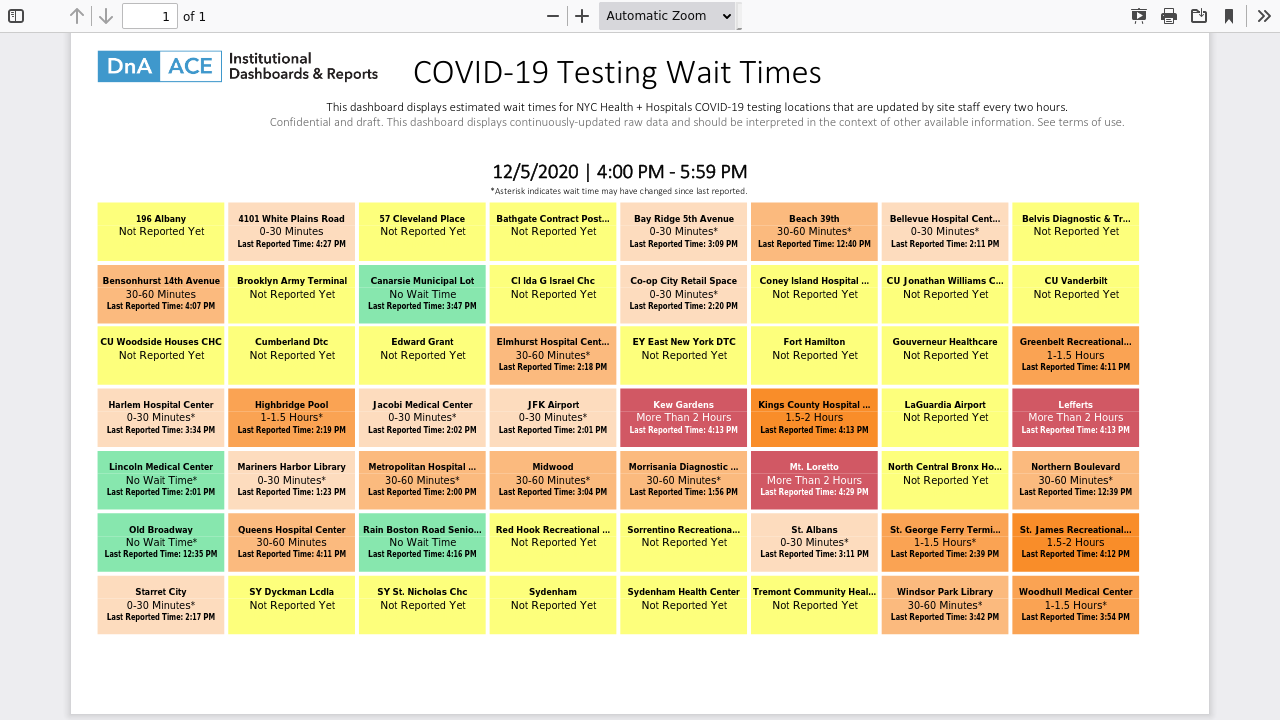 1 of 1
Automatic Zoom
DnA ACE Institutional
Dashboards & Reports
COVID-19 Testing Wait Times
This dashboard displays estimated wait times for NYC Health + Hospitals COVID-19 testing locations that are updated by site staff every two hours.
Confidential and draft. This dashboard displays continuously-updated raw data and should be interpreted in the context of other available information. See terms of use.
12/5/2020 | 4:00 PM - 5:59 PM
*Asterisk indicates wait time may have changed since last reported.
196 Albany
Not Reported Yet
4101 White Plains Road
0-30 Minutes
Last Reported Time: 4:27 PM
57 Cleveland Place
Not Reported Yet
Bathgate Contract Post...
Not Reported Yet
Bay Ridge 5th Avenue
0-30 Minutes*
Last Reported Time: 3:09 PM
Beach 39th
30-60 Minutes*
Last Reported Time: 12:40 PM
Bellevue Hospital Cent...
0-30 Minutes*
Last Reported Time: 2:11 PM
Belvis Diagnostic & Tr...
Not Reported Yet
Bensonhurst 14th Avenue
30-60 Minutes
Last Reported Time: 4:07 PM
Brooklyn Army Terminal
Not Reported Yet
Canarsie Municipal Lot
No Wait Time
Last Reported Time: 3:47 PM
CI Ida G Israel Chc
Not Reported Yet
Co-op City Retail Space
0-30 Minutes*
Last Reported Time: 2:20 PM
Coney Island Hospital ...
Not Reported Yet
CU Jonathan Williams C...
Not Reported Yet
CU Vanderbilt
Not Reported Yet
CU Woodside Houses CHC
Not Reported Yet
Cumberland Dtc
Not Reported Yet
Edward Grant
Not Reported Yet
Elmhurst Hospital Cent...
30-60 Minutes*
Last Reported Time: 2:18 PM
EY East New York DTC
Not Reported Yet
Fort Hamilton
Not Reported Yet
Gouverneur Healthcare
Not Reported Yet
Greenbelt Recreational...
1-1.5 Hours
Last Reported Time: 4:11 PM
Harlem Hospital Center
0-30 Minutes*
Last Reported Time: 3:34 PM
Highbridge Pool
1-1.5 Hours*
Last Reported Time: 2:19 PM
Jacobi Medical Center
0-30 Minutes*
Last Reported Time: 2:02 PM
JFK Airport
0-30 Minutes*
Last Reported Time: 2:01 PM
Kew Gardens
More Than 2 Hours
Last Reported Time: 4:13 PM
Kings County Hospital ...
1.5-2 Hours
Last Reported Time: 4:13 PM
LaGuardia Airport
Not Reported Yet
Lefferts
More Than 2 Hours
Last Reported Time: 4:13 PM
Lincoln Medical Center
No Wait Time*
Last Reported Time: 2:01 PM
Mariners Harbor Library
0-30 Minutes*
Last Reported Time: 1:23 PM
Metropolitan Hospital ...
30-60 Minutes*
Last Reported Time: 2:00 PM
Midwood
30-60 Minutes*
Last Reported Time: 3:04 PM
Morrisania Diagnostic ...
30-60 Minutes*
Last Reported Time: 1:56 PM
Mt. Loretto
More Than 2 Hours
Last Reported Time: 4:29 PM
North Central Bronx Ho...
Not Reported Yet
Northern Boulevard
30-60 Minutes*
Last Reported Time: 12:39 PM
Old Broadway
No Wait Time*
Last Reported Time: 12:35 PM
Queens Hospital Center
30-60 Minutes
Last Reported Time: 4:11 PM
Rain Boston Road Senio...
No Wait Time
Last Reported Time: 4:16 PM
Red Hook Recreational ...
Not Reported Yet
Sorrentino Recreationa...
Not Reported Yet
St. Albans
0-30 Minutes*
Last Reported Time: 3:11 PM
St. George Ferry Termi...
1-1.5 Hours*
Last Reported Time: 2:39 PM
St. James Recreational...
1.5-2 Hours
Last Reported Time: 4:12 PM
Starret City
0-30 Minutes*
Last Reported Time: 2:17 PM
SY Dyckman Lcdla
Not Reported Yet
SY St. Nicholas Chc
Not Reported Yet
Sydenham
Not Reported Yet
Sydenham Health Center
Not Reported Yet
Tremont Community Heal...
Not Reported Yet
Windsor Park Library
30-60 Minutes*
Last Reported Time: 3:42 PM
Woodhull Medical Center
1-1.5 Hours*
Last Reported Time: 3:54 PM